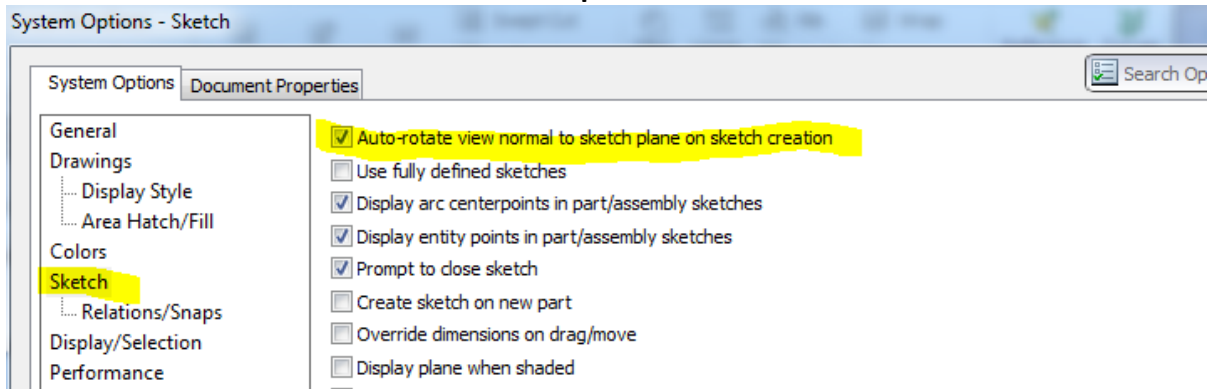 System Options - Sketch
System Options
Document Properties
Search Op
General
Drawings
Display Style
Area Hatch/Fill
Colors
Sketch
Relations/Snaps
Display/Selection
Performance
Auto-rotate view normal to sketch plane on sketch creation
Use fully defined sketches
Display arc centerpoints in part/assembly sketches
Display entity points in part/assembly sketches
Prompt to close sketch
Create sketch on new part
Override dimensions on drag/move
Display plane when shaded